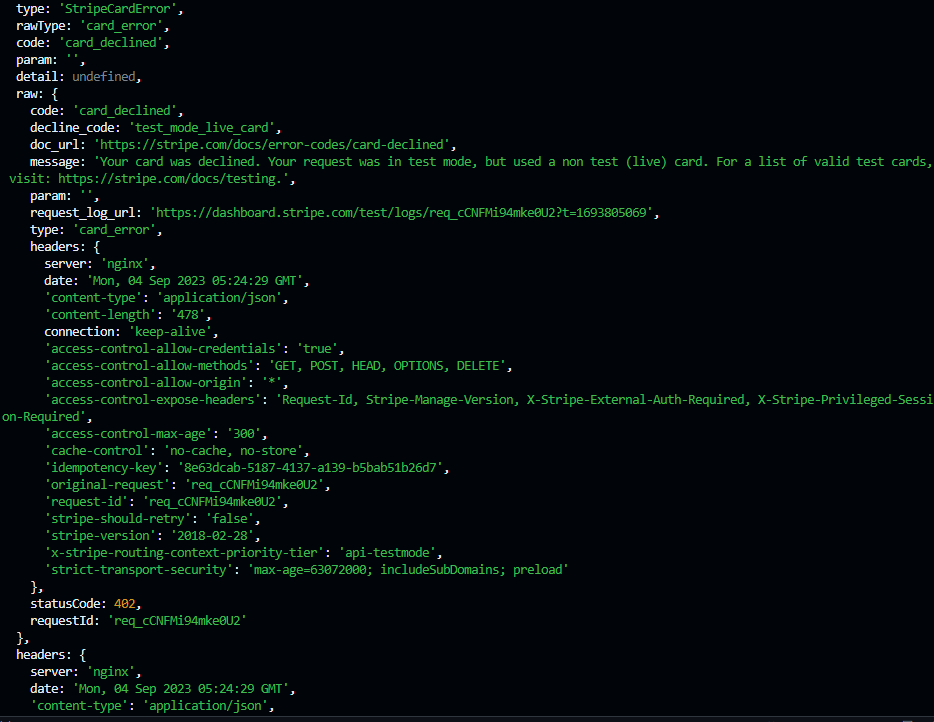 type: 'StripeCardError',
rawType: 'card_error',
code: 'card_declined',
param: '',
detail: undefined,
raw: {
code: 'card_declined',
decline_code: 'test_mode_live_card',
doc_url: 'https://stripe.com/docs/error-codes/card-declined',
message: 'Your card was declined. Your request was in test mode, but used a non test (live) card. For a list of valid test cards,
visit: https://stripe.com/docs/testing.',
param: '',
request_log_url: 'https://dashboard.stripe.com/test/logs/req_cCNFMi94mke0U2?t=1693805069',
type: 'card_error',
headers: {
server: 'nginx',
date: 'Mon, 04 Sep 2023 05:24:29 GMT',
'content-type': 'application/json',
'content-length': '478',
connection: 'keep-alive',
'access-control-allow-credentials': 'true',
'access-control-allow-methods': 'GET, POST, HEAD, OPTIONS, DELETE',
'access-control-allow-origin': '*',
'access-control-expose-headers': 'Request-Id, Stripe-Manage-Version, X-Stripe-External-Auth-Required, X-Stripe-Privileged-Sessi
on-Required',
'access-control-max-age': '300',
'cache-control': 'no-cache, no-store',
'idempotency-key': '8e63dcab-5187-4137-a139-b5bab51b26d7',
'original-request': 'req_cCNFMi94mke0U2',
'request-id': 'req_cCNFMi94mke0U2',
'stripe-should-retry': 'false',
'stripe-version': '2018-02-28',
'x-stripe-routing-context-priority-tier': 'api-testmode',
'strict-transport-security': 'max-age=63072000; includeSubDomains; preload'
},
statusCode: 402,
requestId: 'req_cCNFMi94mke0U2'
},
headers: {
server: 'nginx',
date: 'Mon, 04 Sep 2023 05:24:29 GMT',
'content-type': 'application/json',